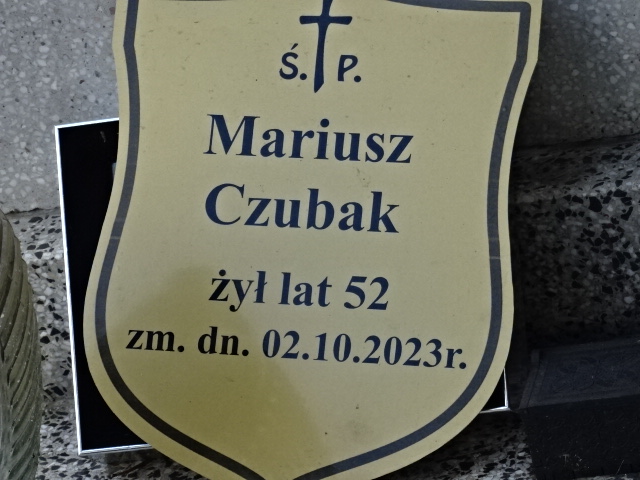 Ś. P.
Mariusz
Czubak
żył lat 52
zm. dn. 02.10.2023r.